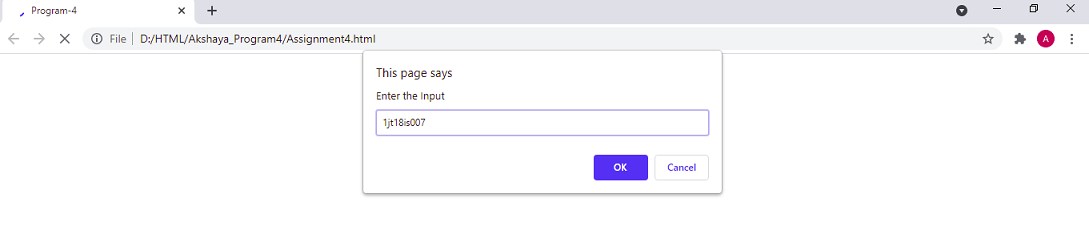 Program-4
File | D:/HTML/Akshaya_Program4/Assignment4.html
A
This page says
Enter the Input
1jt18is007
OK Cancel